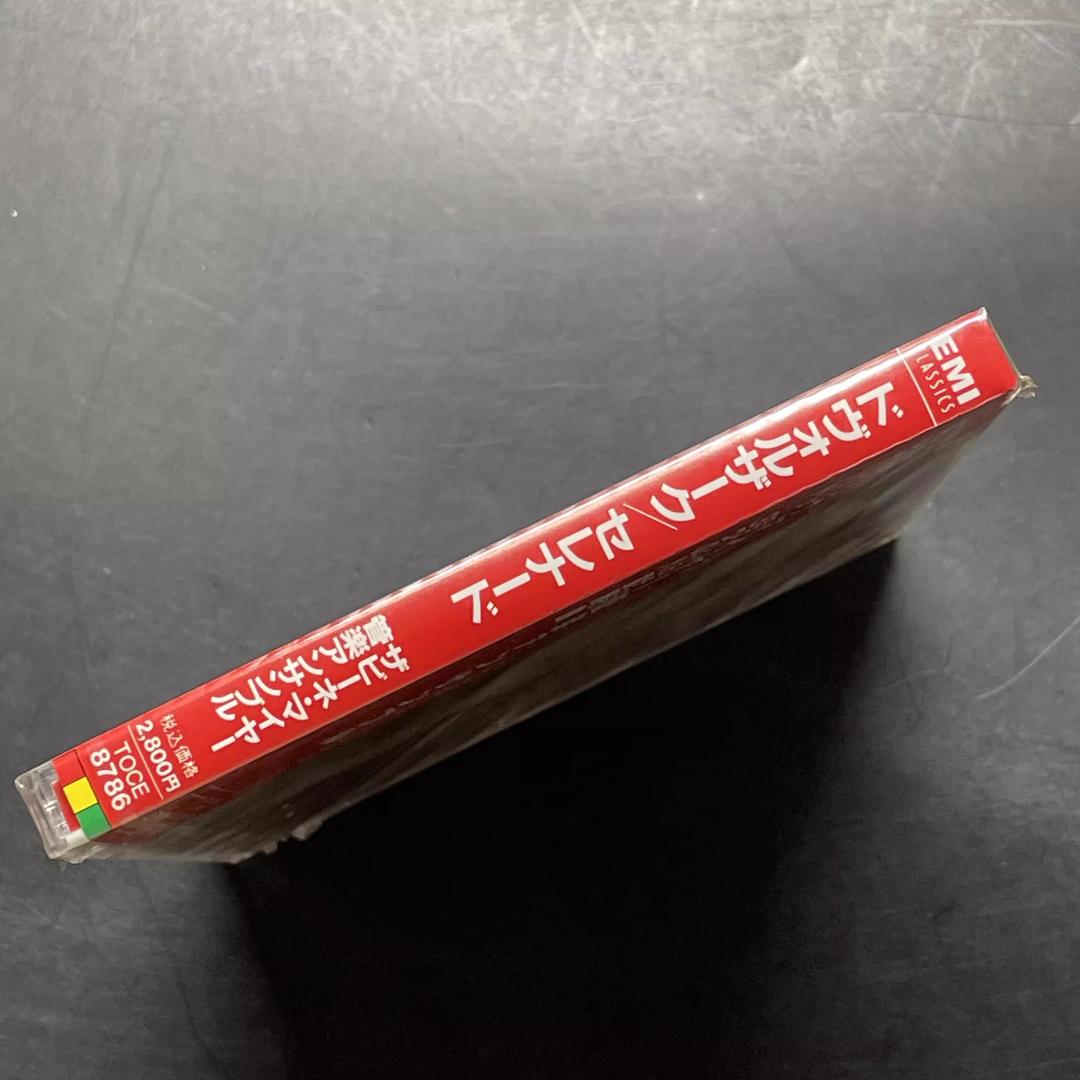 EMI
LASSICS
ドヴォルザーク/セレナード
ザビーネ・マイヤー
管楽アンサンブル
税込価格
2,800円
TOCE
8786